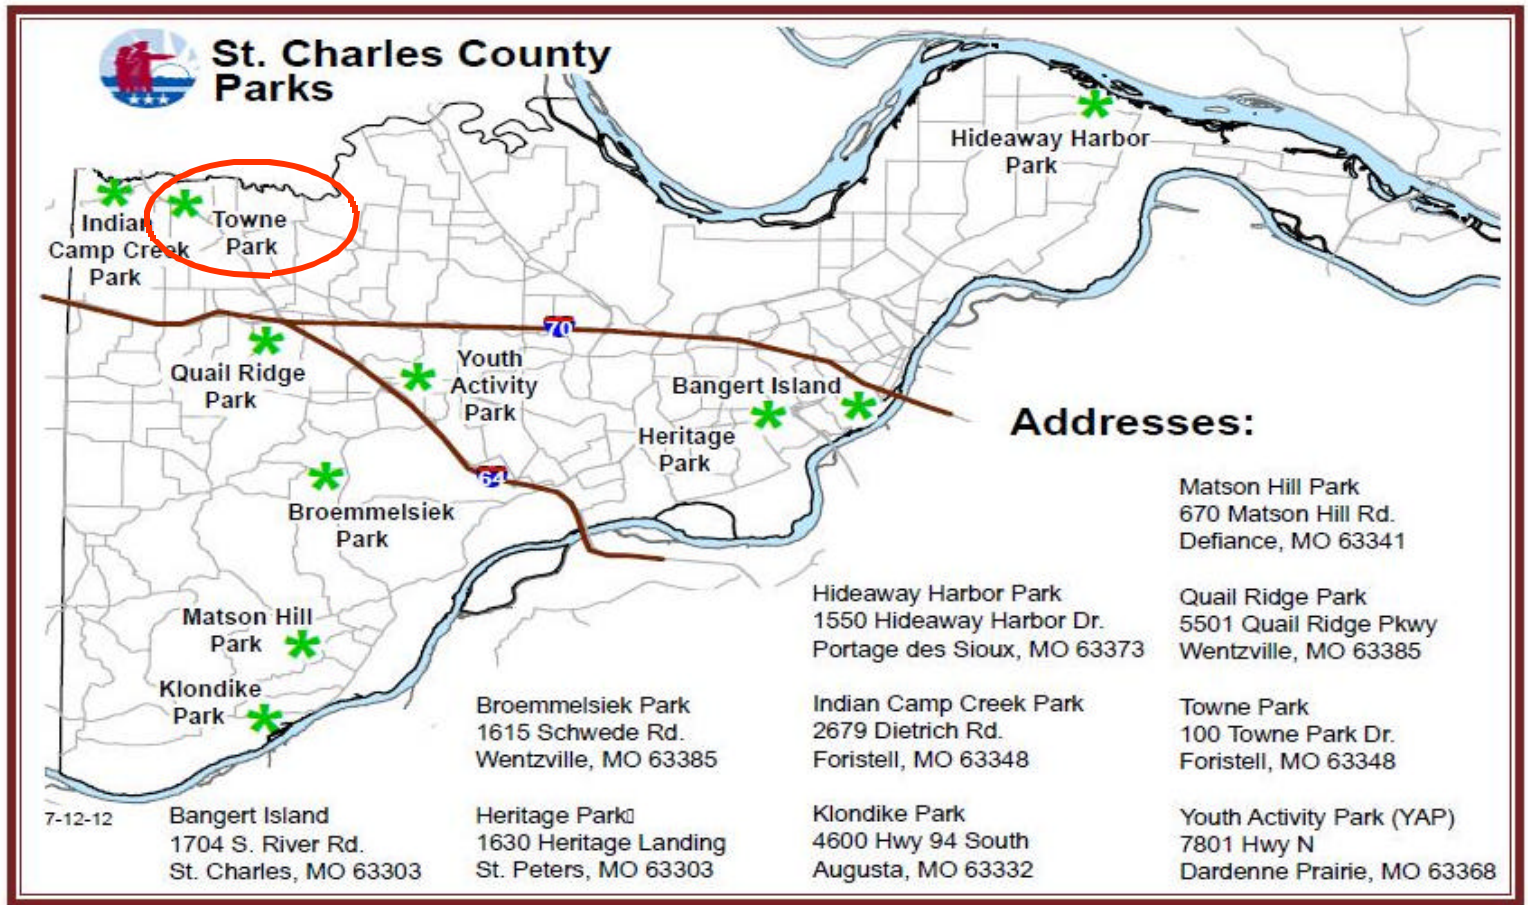 St. Charles County
Parks
Hideaway Harbor
Park
Indian
Camp Creek
Park
Towne
Park
70
Quail Ridge
Park
Youth
Activity
Park
Bangert Island
Heritage
Park
64
Broemmelsiek
Park
Matson Hill
Park
Klondike
Park
7-12-12
Addresses:
Bangert Island
1704 S. River Rd.
St. Charles, MO 63303
Broemmelsiek Park
1615 Schwede Rd.
Wentzville, MO 63385
Heritage Park
1630 Heritage Landing
St. Peters, MO 63303
Hideaway Harbor Park
1550 Hideaway Harbor Dr.
Portage des Sioux, MO 63373
Indian Camp Creek Park
2679 Dietrich Rd.
Foristell, MO 63348
Klondike Park
4600 Hwy 94 South
Augusta, MO 63332
Matson Hill Park
670 Matson Hill Rd.
Defiance, MO 63341
Quail Ridge Park
5501 Quail Ridge Pkwy
Wentzville, MO 63385
Towne Park
100 Towne Park Dr.
Foristell, MO 63348
Youth Activity Park (YAP)
7801 Hwy N
Dardenne Prairie, MO 63368